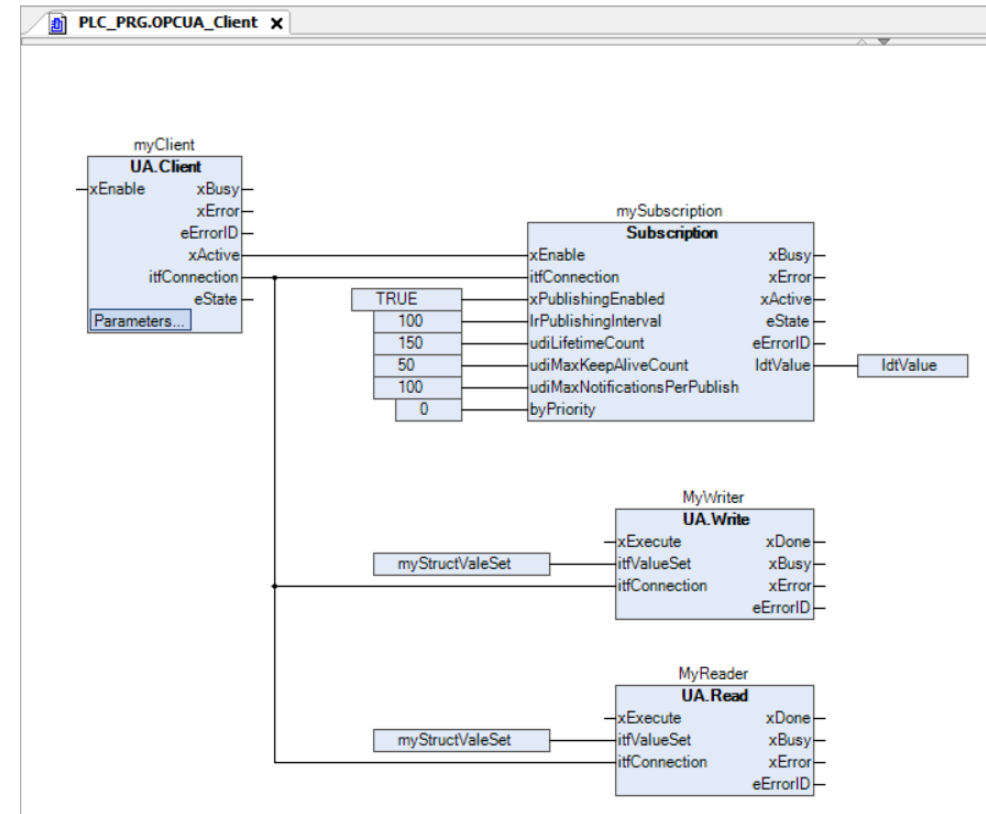 PLC_PRG.OPCUA_Client
myClient
UA.Client
xEnable xBusy
xError
eErrorID
xActive
itfConnection
eState
Parameters...
mySubscription
Subscription
xEnable xBusy
itfConnection xError
TRUE xPublishingEnabled xActive
100 lrPublishingInterval eState
150 udiLifetimeCount eErrorID
50 udiMaxKeepAliveCount ldtValue ldtValue
100 udiMaxNotificationsPerPublish
0 byPriority
MyWriter
UA.Write
xExecute xDone
myStructValeSet itfValueSet xBusy
itfConnection xError
eErrorID
MyReader
UA.Read
xExecute xDone
myStructValeSet itfValueSet xBusy
itfConnection xError
eErrorID